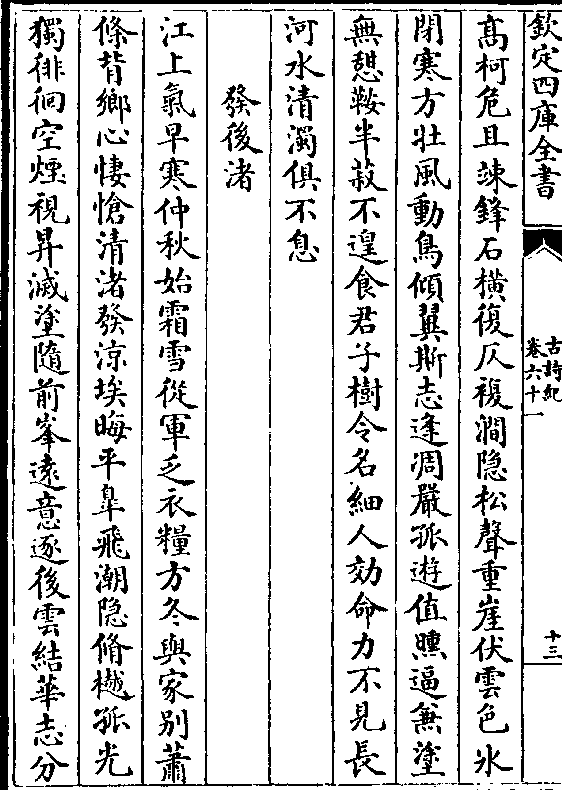 欽定四庫全書
古詩紀
卷六十一
十三
髙柯危且竦鋒石橫復仄複澗隐松聲重崖伏雲色氷
閉寒方壮風動鳥傾翼斯志逢凋嚴孤遊值曛逼無塗
無憇鞍半菽不遑食君子樹令名細人効命力不見長
河水清濁俱不息
發後渚
江上氣早寒仲秋始霜雪從軍乏衣糧方冬與家别蕭
條背鄉心悽愴清渚發涼埃晦平臯飛潮隐脩樾孤光
獨徘徊空煙視昇滅塗隨前峯遠意逐後雲結華志分